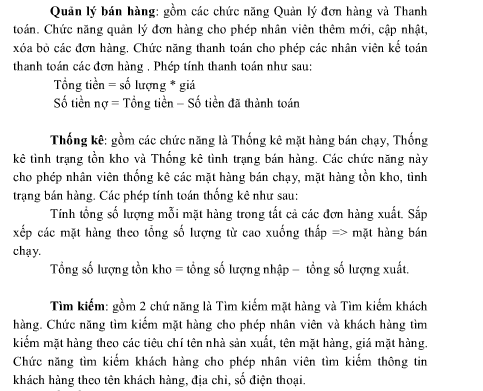 Quản lý bán hàng: gồm các chức năng Quản lý đơn hàng và Thanh
toán. Chức năng quản lý đơn hàng cho phép nhân viên thêm mới, cập nhật,
xóa bỏ các đơn hàng. Chức năng thanh toán cho phép các nhân viên kế toán
thanh toán các đơn hàng . Phép tính thanh toán như sau:
Tổng tiền = số lượng * giá
Số tiền nợ = Tổng tiền – Số tiền đã thành toán
Thống kê: gồm các chức năng là Thống kê mặt hàng bán chạy, Thống
kê tình trạng tồn kho và Thống kê tình trạng bán hàng. Các chức năng này
cho phép nhân viên thống kê các mặt hàng bán chạy, mặt hàng tồn kho, tình
trạng bán hàng. Các phép tính toán thống kê như sau:
Tính tổng số lượng mỗi mặt hàng trong tất cả các đơn hàng xuất. Sắp
xếp các mặt hàng theo tổng số lượng từ cao xuống thấp => mặt hàng bán
chạy.
Tổng số lượng tồn kho = tổng số lượng nhập – tổng số lượng xuất.
Tìm kiếm: gồm 2 chứ năng là Tìm kiếm mặt hàng và Tìm kiếm khách
hàng. Chức năng tìm kiếm mặt hàng cho phép nhân viên và khách hàng tìm
kiếm mặt hàng theo các tiêu chí tên nhà sản xuất, tên mặt hàng, giá mặt hàng.
Chức năng tìm kiếm khách hàng cho phép nhân viên tìm kiếm thông tin
khách hàng theo tên khách hàng, địa chỉ, số điện thoại.